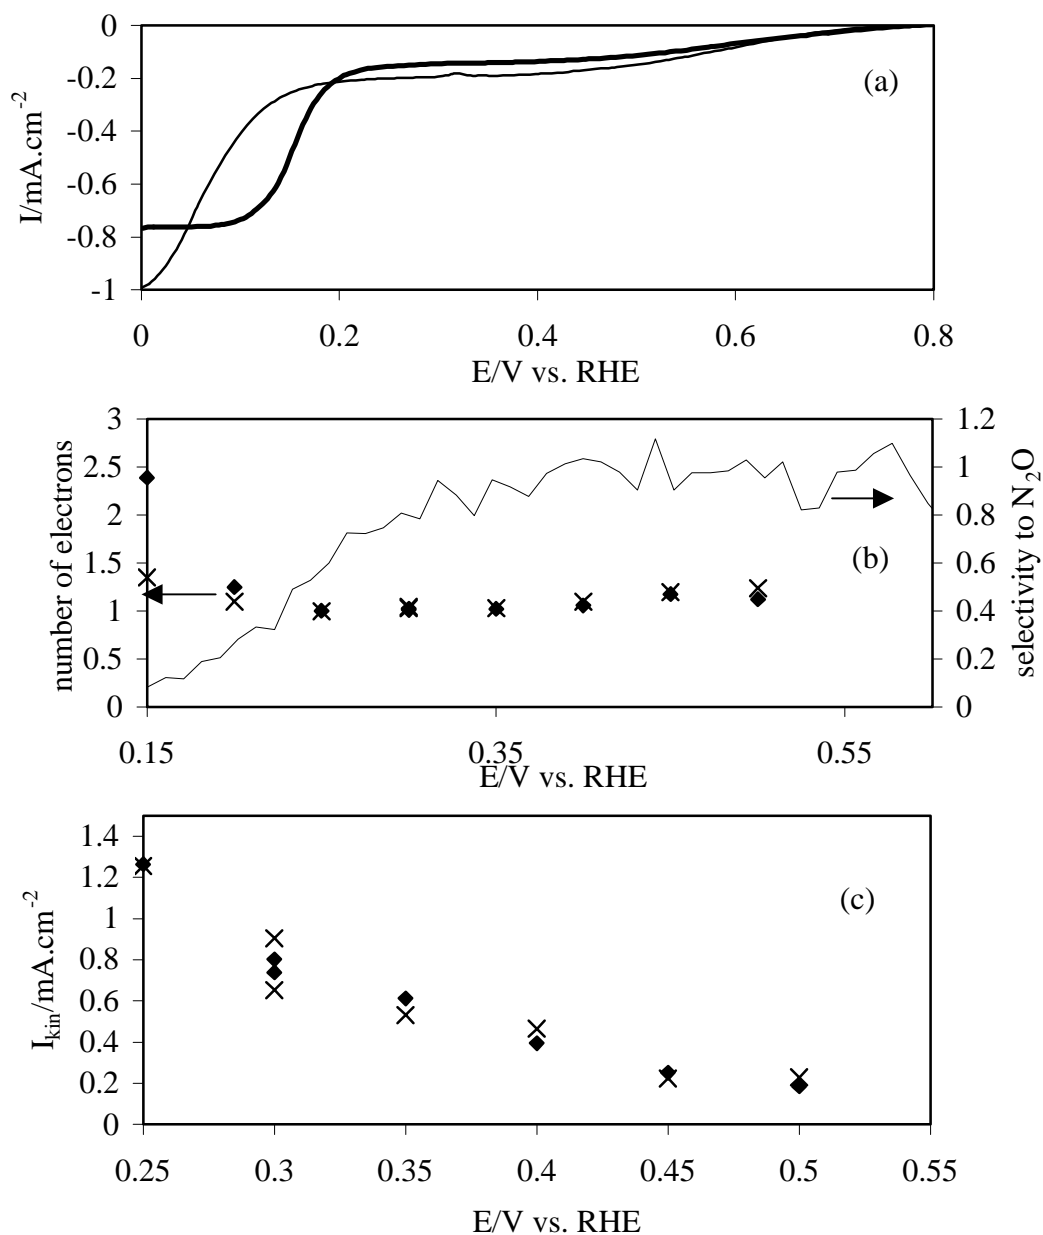 0
-0.2
-0.4
-0.6
-0.8
-1
I/mA.cm-2
(a)
0 0.2 0.4 0.6 0.8
E/V vs. RHE
3
2.5
2
1.5
1
0.5
0
number of electrons
(b)
1.2
1
0.8
0.6
0.4
0.2
0
selectivity to N2O
0.15 0.35 0.55
E/V vs. RHE
1.4
1.2
1
0.8
0.6
0.4
0.2
0
Ikin/mA.cm-2
(c)
0.25 0.3 0.35 0.4 0.45 0.5 0.55
E/V vs. RHE